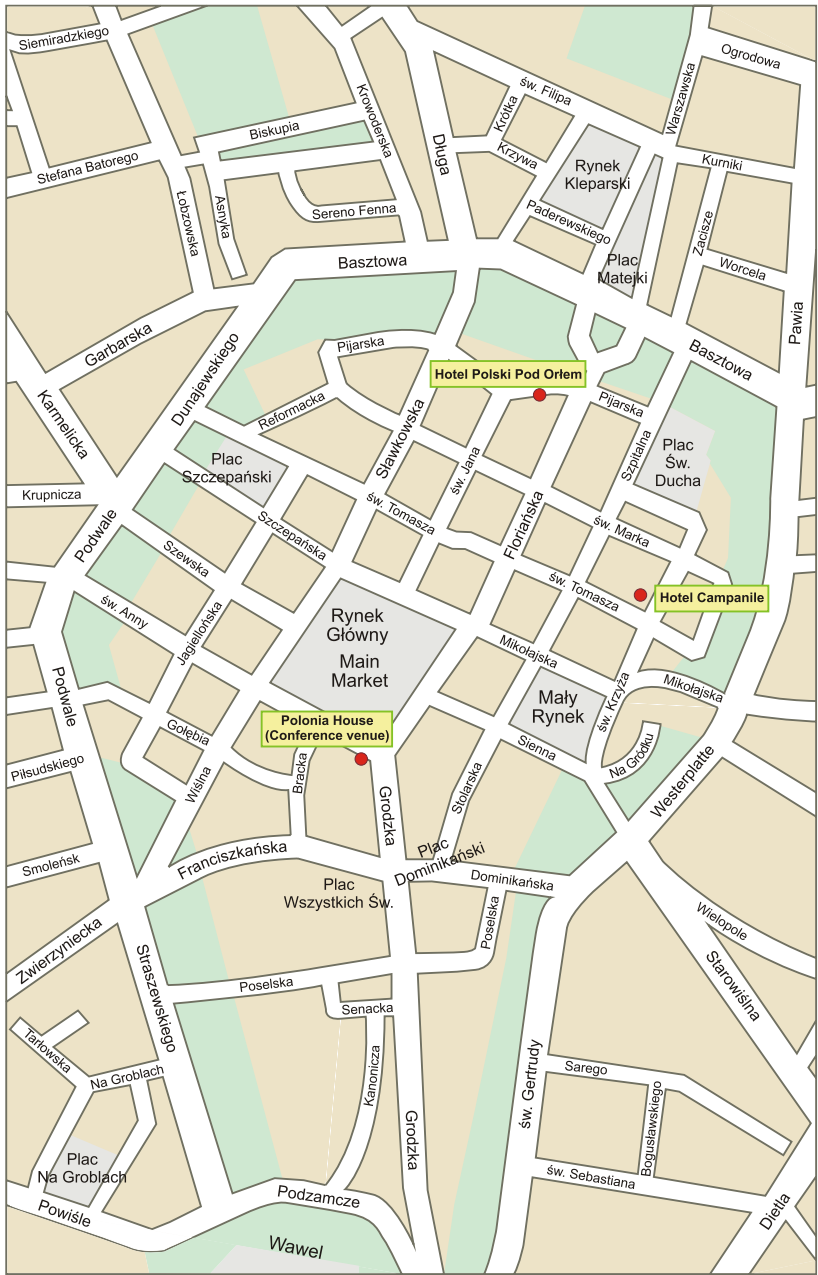 Siemiradzkiego
Ogrodowa
św. Filipa
Krótka
Krowoderska
Warszawska
Biskupia
Długa
Krzywa
Rynek
Kleparski
Kurniki
Stefana Batorego
Łobzowska
Asnyka
Sereno Fenna
Paderewskiego
Zacisze
Plac
Matejki
Worcela
Basztowa
Pawia
Garbarska
Dunajewskiego
Pijarska
Basztowa
Hotel Polski Pod Orłem
Karmelicka
Reformacka
Sławkowska
Pijarska
Plac
Szczepański
św. Jana
Szpitalna
Plac
Św.
Ducha
Krupnicza
św. Tomasza
Floriańska
Podwale
Szczepańska
św. Marka
Szewska
św. Tomasza
Hotel Campanile
św. Anny
Jagiellońska
Rynek
Główny
Main
Market
Mikołajska
Podwale
Mikołajska
św. Krzyża
Mały
Rynek
Polonia House
(Conference venue)
Gołębia
Sienna
Na Gródku
Piłsudskiego
Wiślna
Bracka
Stolarska
Westerplatte
Grodzka
Smoleńsk
Franciszkańska
Plac
Dominikański
Dominikańska
Plac
Wszystkich Św.
Zwierzyniecka
Poselska
Wielopole
Straszewskiego
Poselska
Starowiślna
Senacka
Tarłowska
Na Groblach
Kanonicza
św. Gertrudy
Sarego
Bogusławskiego
Grodzka
Plac
Na Groblach
św. Sebastiana
Powiśle
Podzamcze
Dietla
Wawel